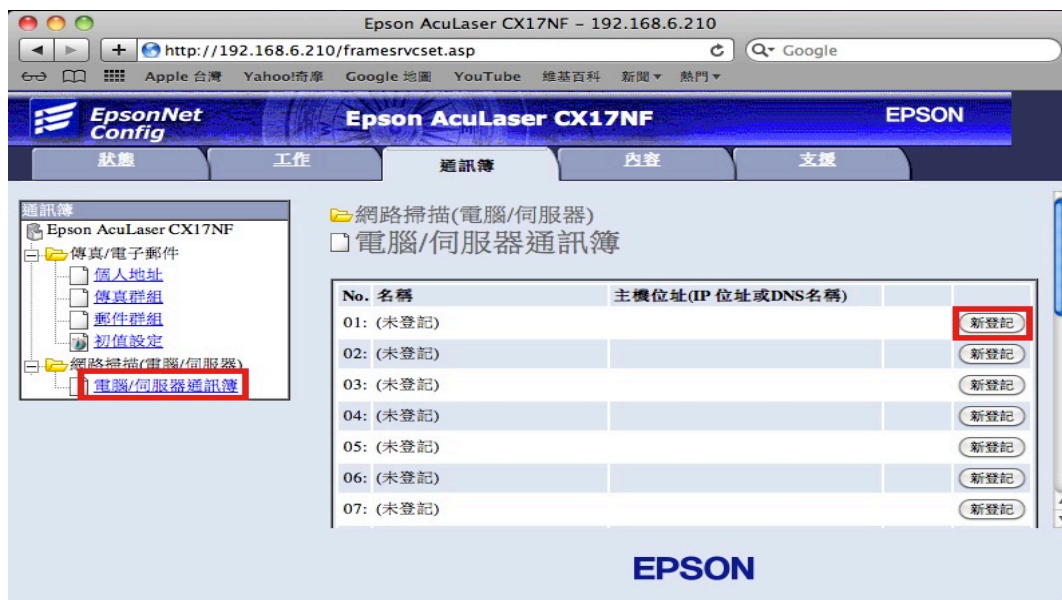 Epson AcuLaser CX17NF – 192.168.6.210
http://192.168.6.210/framesrvcset.asp
Google
Apple 台灣 Yahoo!奇摩 Google 地圖 YouTube 維基百科 新聞 熱門
EpsonNet Config
Epson AcuLaser CX17NF
EPSON
狀態 工作 通訊簿 內容 支援
通訊簿
Epson AcuLaser CX17NF
傳真/電子郵件
個人地址
傳真群組
郵件群組
初值設定
網路掃描(電腦/伺服器)
電腦/伺服器通訊簿
網路掃描(電腦/伺服器)
電腦/伺服器通訊簿
No. 名稱 主機位址(IP 位址或DNS名稱)
01: (未登記) 新登記
02: (未登記) 新登記
03: (未登記) 新登記
04: (未登記) 新登記
05: (未登記) 新登記
06: (未登記) 新登記
07: (未登記) 新登記
EPSON